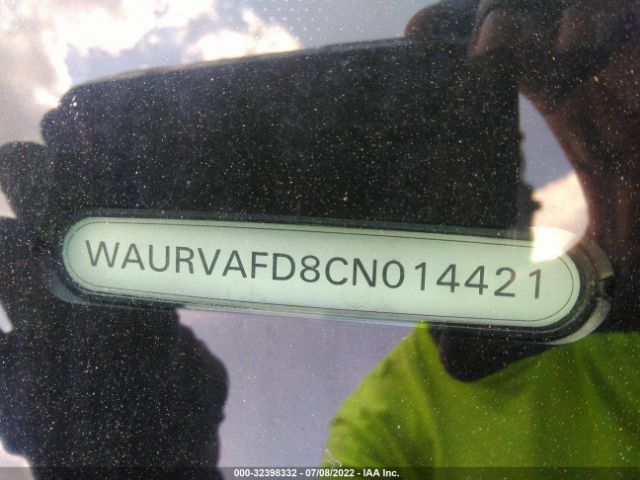 WAURVAFD8CN014421
000-32398332 / 07/08/2022 - IAA Inc.